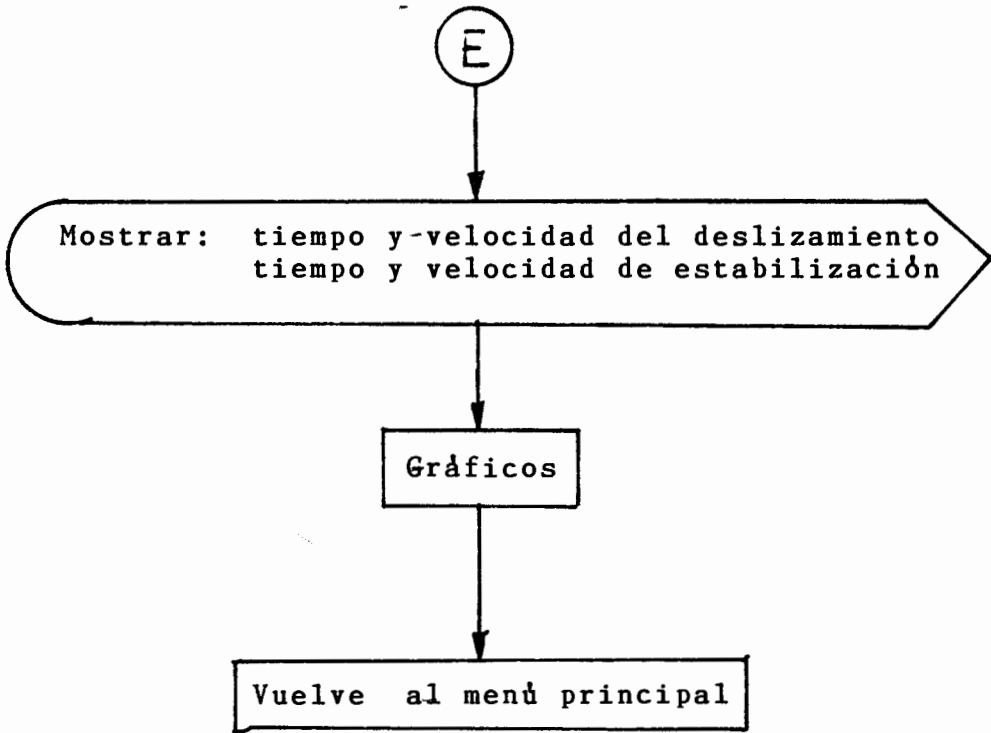 E
Mostrar: tiempo y velocidad del deslizamiento
tiempo y velocidad de estabilización
Gráficos
Vuelve al menú principal